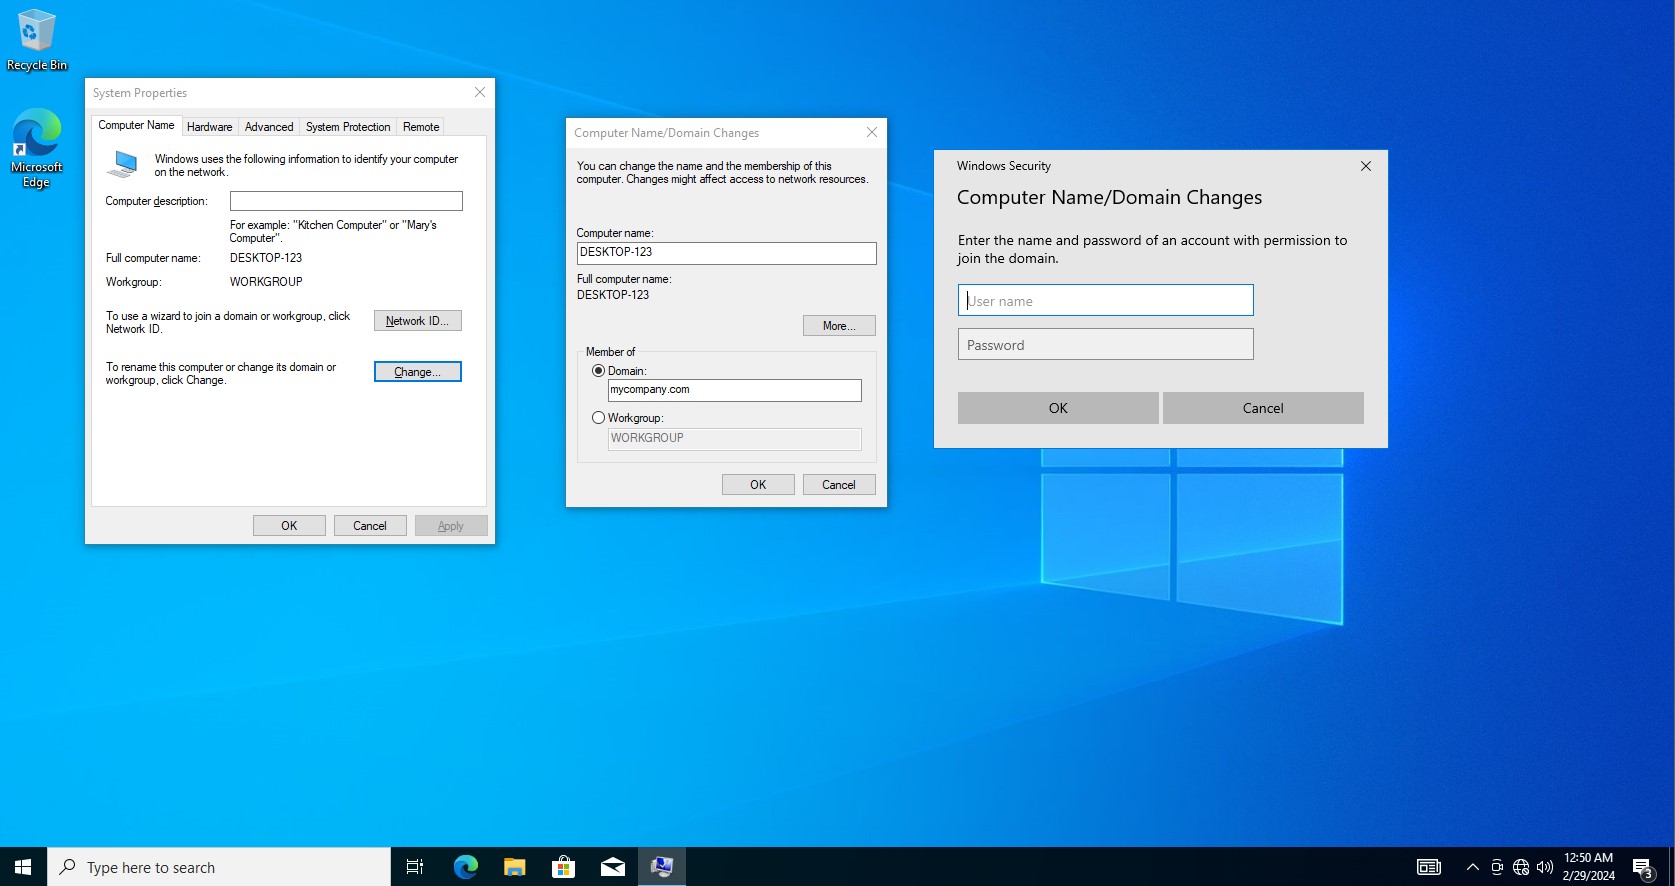 Recycle Bin
Microsoft
Edge
System Properties
Computer Name
Hardware
Advanced
System Protection
Remote
Windows uses the following information to identify your computer
on the network.
Computer description:
For example: "Kitchen Computer" or "Mary's
Computer".
Full computer name:
DESKTOP-123
Workgroup:
WORKGROUP
To use a wizard to join a domain or workgroup, click
Network ID.
Network ID...
To rename this computer or change its domain or
workgroup, click Change.
Change...
OK
Cancel
Apply
Computer Name/Domain Changes
You can change the name and the membership of this
computer. Changes might affect access to network resources.
Computer name:
DESKTOP-123
Full computer name:
DESKTOP-123
More...
Member of
Domain:
mycompany.com
Workgroup:
WORKGROUP
OK
Cancel
Windows Security
Computer Name/Domain Changes
Enter the name and password of an account with permission to
join the domain.
User name
Password
OK
Cancel
Type here to search
12:50 AM
2/29/2024
3